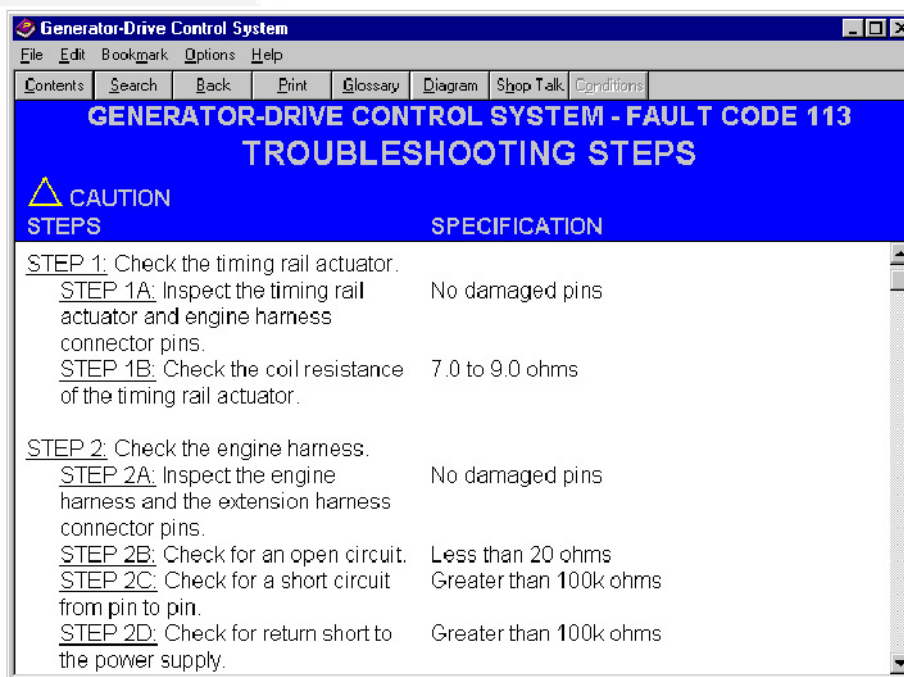 Generator-Drive Control System
File Edit Bookmark Options Help
Contents Search Back Print Glossary Diagram Shop Talk Conditions
GENERATOR-DRIVE CONTROL SYSTEM - FAULT CODE 113
TROUBLESHOOTING STEPS
CAUTION
STEPS SPECIFICATION
STEP 1: Check the timing rail actuator.
STEP 1A: Inspect the timing rail No damaged pins
actuator and engine harness
connector pins.
STEP 1B: Check the coil resistance 7.0 to 9.0 ohms
of the timing rail actuator.
STEP 2: Check the engine harness.
STEP 2A: Inspect the engine No damaged pins
harness and the extension harness
connector pins.
STEP 2B: Check for an open circuit. Less than 20 ohms
STEP 2C: Check for a short circuit Greater than 100k ohms
from pin to pin.
STEP 2D: Check for return short to Greater than 100k ohms
the power supply.